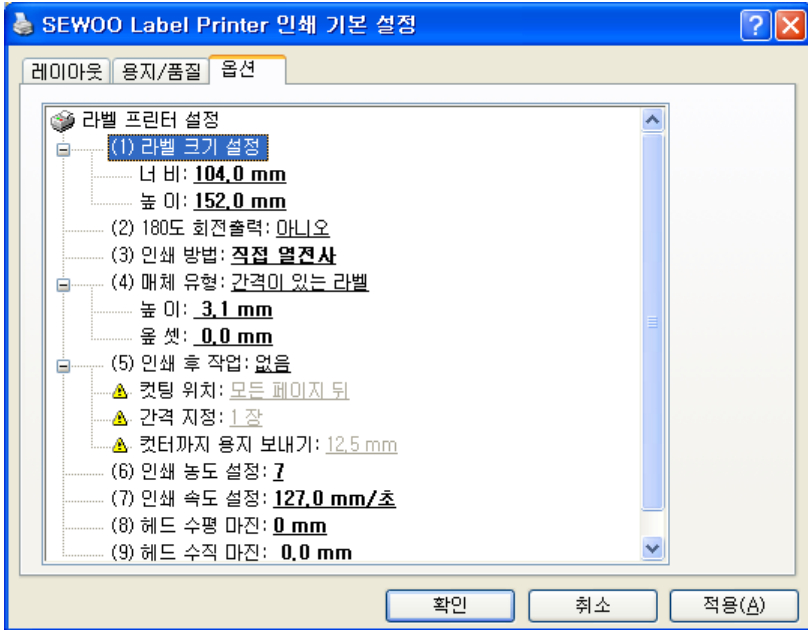 SEWOO Label Printer 인쇄 기본 설정
레이아웃 용지/품질 옵션
라벨 프린터 설정
(1) 라벨 크기 설정
너 비: 104.0 mm
높 이: 152.0 mm
(2) 180도 회전출력: 아니오
(3) 인쇄 방법: 직접 열전사
(4) 매체 유형: 간격이 있는 라벨
높 이: 3.1 mm
옾 셋: 0.0 mm
(5) 인쇄 후 작업: 없음
컷팅 위치: 모든 페이지 뒤
간격 지정: 1 장
컷터까지 용지 보내기: 12.5 mm
(6) 인쇄 농도 설정: 7
(7) 인쇄 속도 설정: 127.0 mm/초
(8) 헤드 수평 마진: 0 mm
(9) 헤드 수직 마진: 0.0 mm
확인 취소 적용(A)